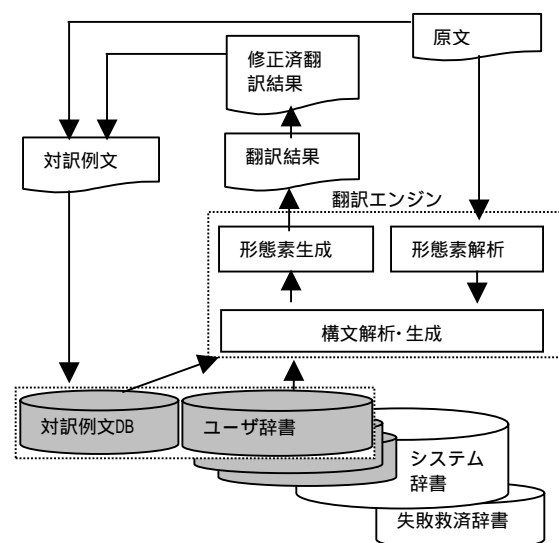 原文
修正済翻
訳結果
対訳例文
翻訳結果
翻訳エンジン
形態素生成
形態素解析
構文解析・生成
対訳例文DB
ユーザ辞書
システム
辞書
失敗救済辞書